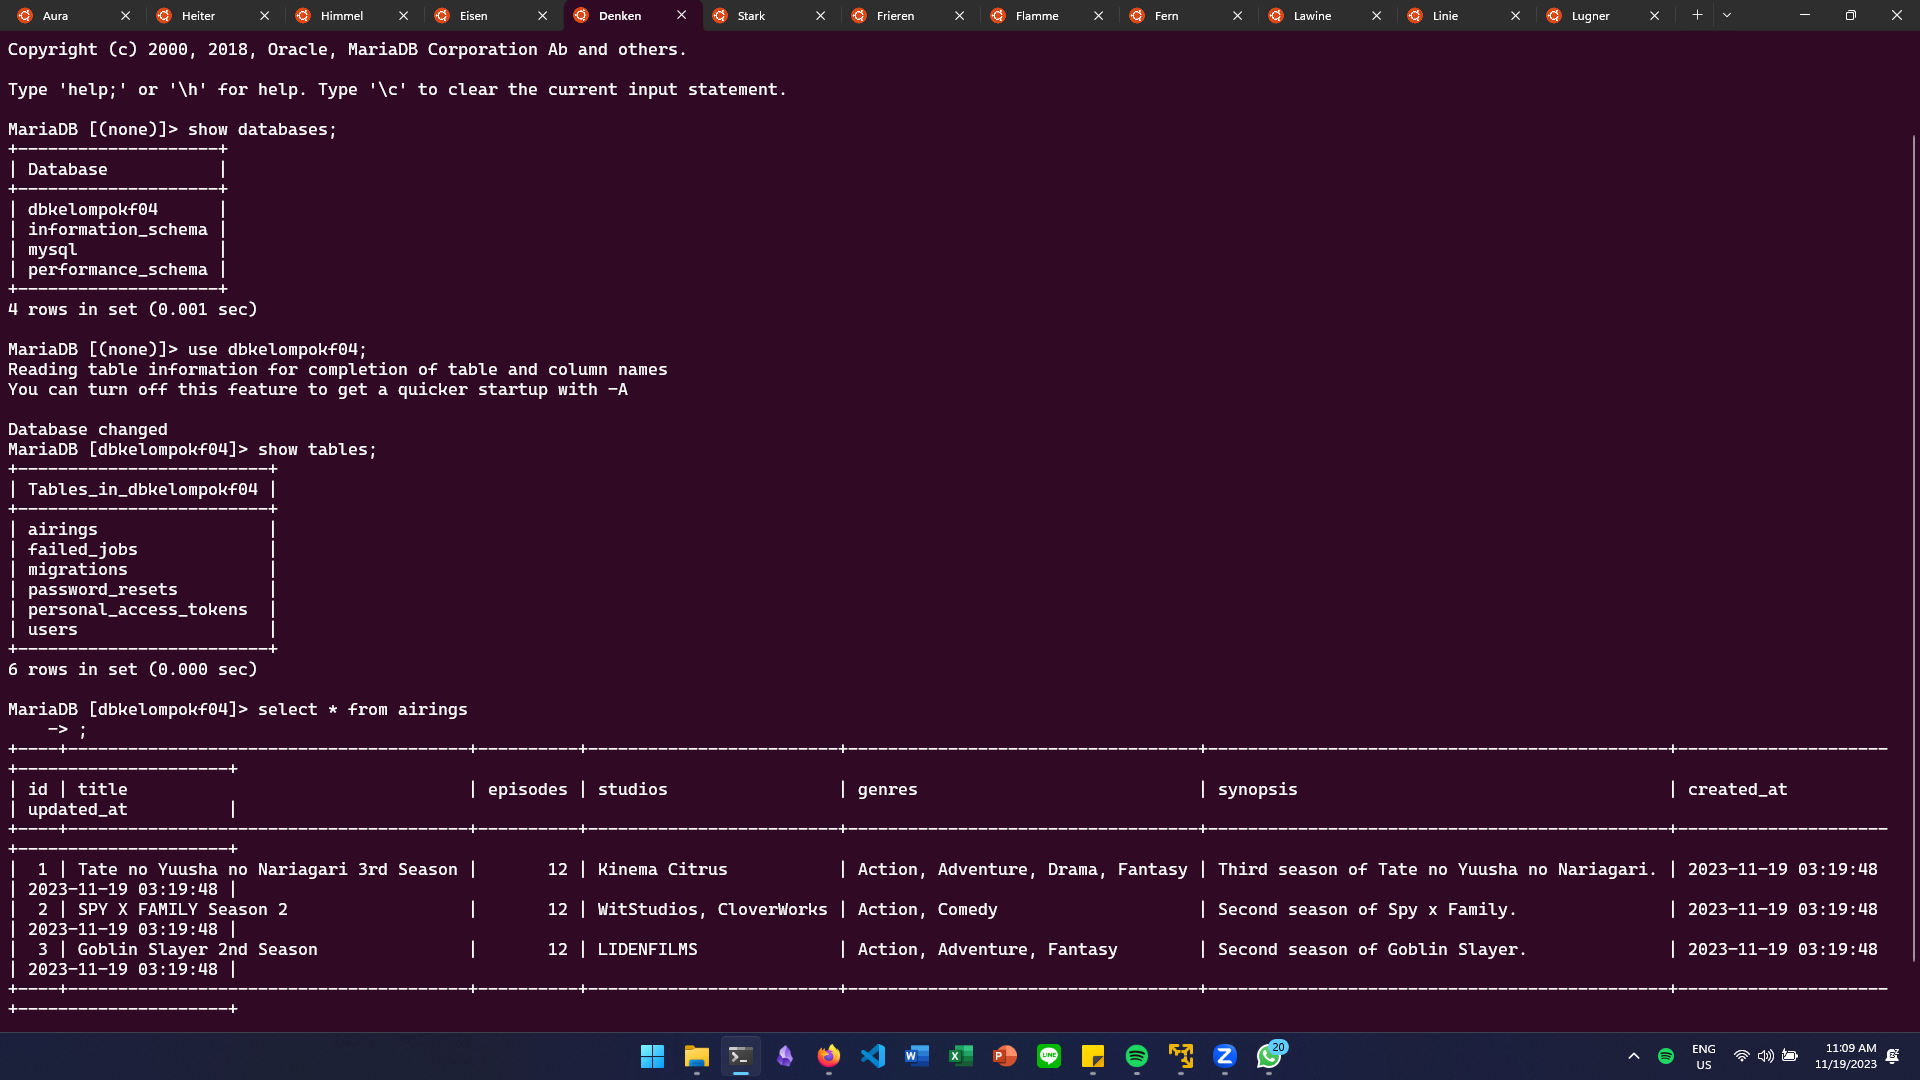 Aura Heiter Himmel Eisen Denken Stark Frieren Flamme Fern Lawine Linie Lugner
Copyright (c) 2000, 2018, Oracle, MariaDB Corporation Ab and others.
Type 'help;' or '\h' for help. Type '\c' to clear the current input statement.
MariaDB [(none)]> show databases;
+--------------------+
| Database           |
+--------------------+
| dbkelompokf04      |
| information_schema |
| mysql              |
| performance_schema |
+--------------------+
4 rows in set (0.001 sec)
MariaDB [(none)]> use dbkelompokf04;
Reading table information for completion of table and column names
You can turn off this feature to get a quicker startup with -A
Database changed
MariaDB [dbkelompokf04]> show tables;
+-------------------------+
| Tables_in_dbkelompokf04 |
+-------------------------+
| airings                 |
| failed_jobs             |
| migrations              |
| password_resets         |
| personal_access_tokens  |
| users                   |
+-------------------------+
6 rows in set (0.000 sec)
MariaDB [dbkelompokf04]> select * from airings
    -> ;
+----+----------------------------------------+----------+-------------------------+-----------------------------------+----------------------------------------------+---------------------
+---------------------+
| id | title                                  | episodes | studios                 | genres                            | synopsis                                     | created_at
| updated_at          |
+----+----------------------------------------+----------+-------------------------+-----------------------------------+----------------------------------------------+---------------------
+---------------------+
|  1 | Tate no Yuusha no Nariagari 3rd Season |       12 | Kinema Citrus           | Action, Adventure, Drama, Fantasy | Third season of Tate no Yuusha no Nariagari. | 2023-11-19 03:19:48
| 2023-11-19 03:19:48 |
|  2 | SPY X FAMILY Season 2                  |       12 | WitStudios, CloverWorks | Action, Comedy                    | Second season of Spy x Family.               | 2023-11-19 03:19:48
| 2023-11-19 03:19:48 |
|  3 | Goblin Slayer 2nd Season               |       12 | LIDENFILMS              | Action, Adventure, Fantasy        | Second season of Goblin Slayer.              | 2023-11-19 03:19:48
| 2023-11-19 03:19:48 |
+----+----------------------------------------+----------+-------------------------+-----------------------------------+----------------------------------------------+---------------------
+---------------------+
20
ENG 11:09 AM
US 11/19/2023